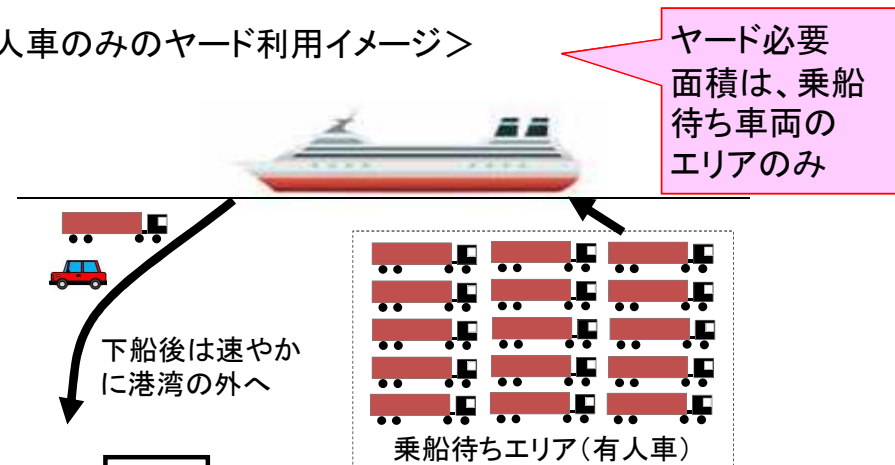 人車のみのヤード利用イメージ＞
ヤード必要
面積は、乗船
待ち車両の
エリアのみ
下船後は速やか
に港湾の外へ
乗船待ちエリア（有人車）